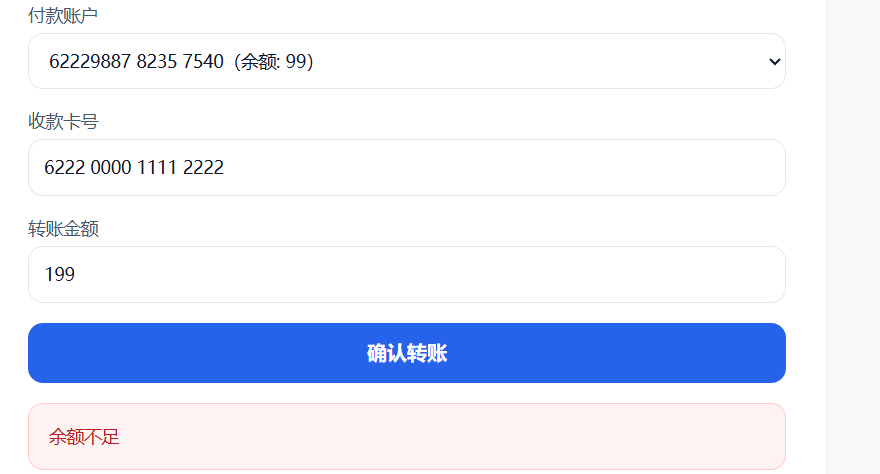 付款账户
62229887 8235 7540（余额: 99）
收款卡号
6222 0000 1111 2222
转账金额
199
确认转账
余额不足